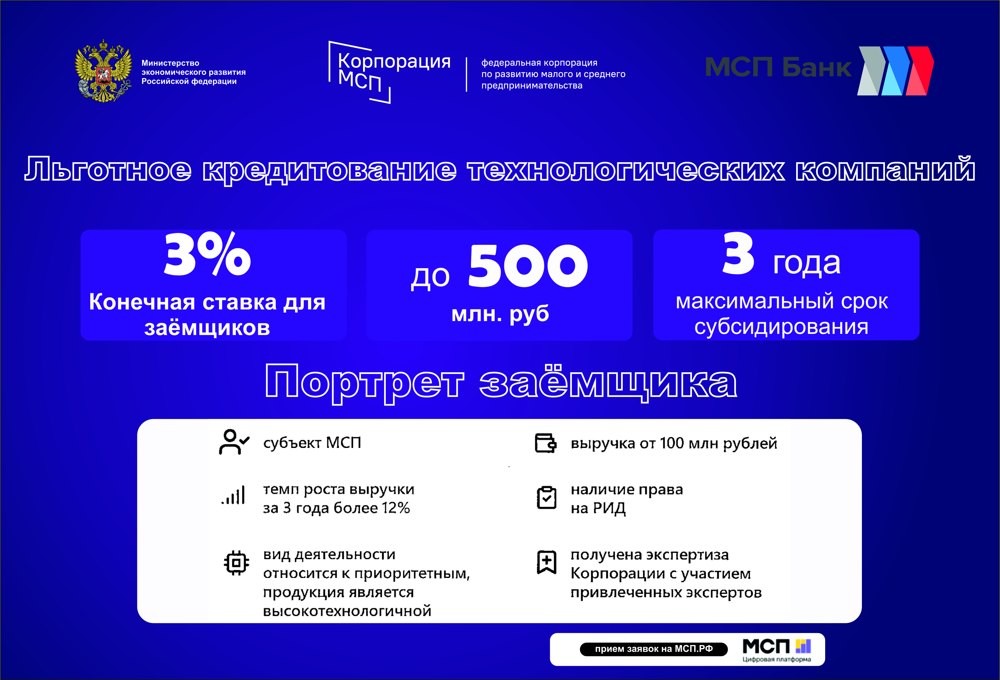 Министерство
экономического развития
Российской федерации
Корпорация
МСП
федеральная корпорация
по развитию малого и среднего
предпринимательства
МСП Банк
Льготное кредитование технологических компаний
3%
Конечная ставка для
заёмщиков
до 500
млн. руб
3 года
максимальный срок
субсидирования
Портрет заёмщика
субъект МСП
выручка от 100 млн рублей
темп роста выручки
за 3 года более 12%
наличие права
на РИД
вид деятельности
относится к приоритетным,
продукция является
высокотехнологичной
получена экспертиза
Корпорации с участием
привлеченных экспертов
прием заявок на МСП.РФ
МСП
Цифровая платформа